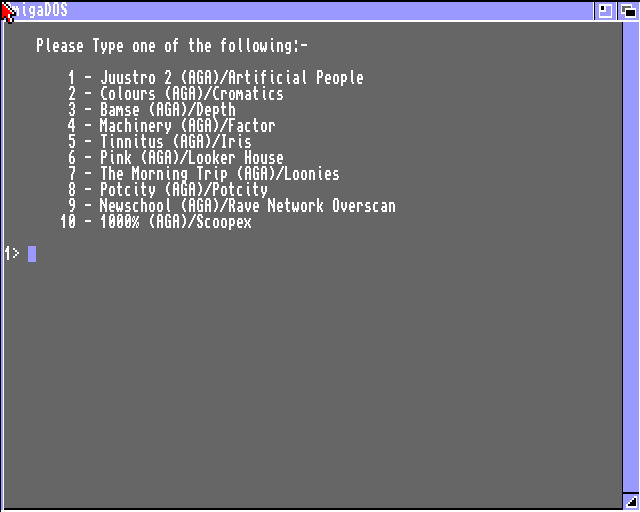 AmigaDOS
Please Type one of the following:-
1 - Juustro 2 (AGA)/Artificial People
2 - Colours (AGA)/Cromatics
3 - Bamse (AGA)/Depth
4 - Machinery (AGA)/Factor
5 - Tinnitus (AGA)/Iris
6 - Pink (AGA)/Looker House
7 - The Morning Trip (AGA)/Loonies
8 - Potcity (AGA)/Potcity
9 - Newschool (AGA)/Rave Network Overscan
10 - 1000% (AGA)/Scoopex
1>